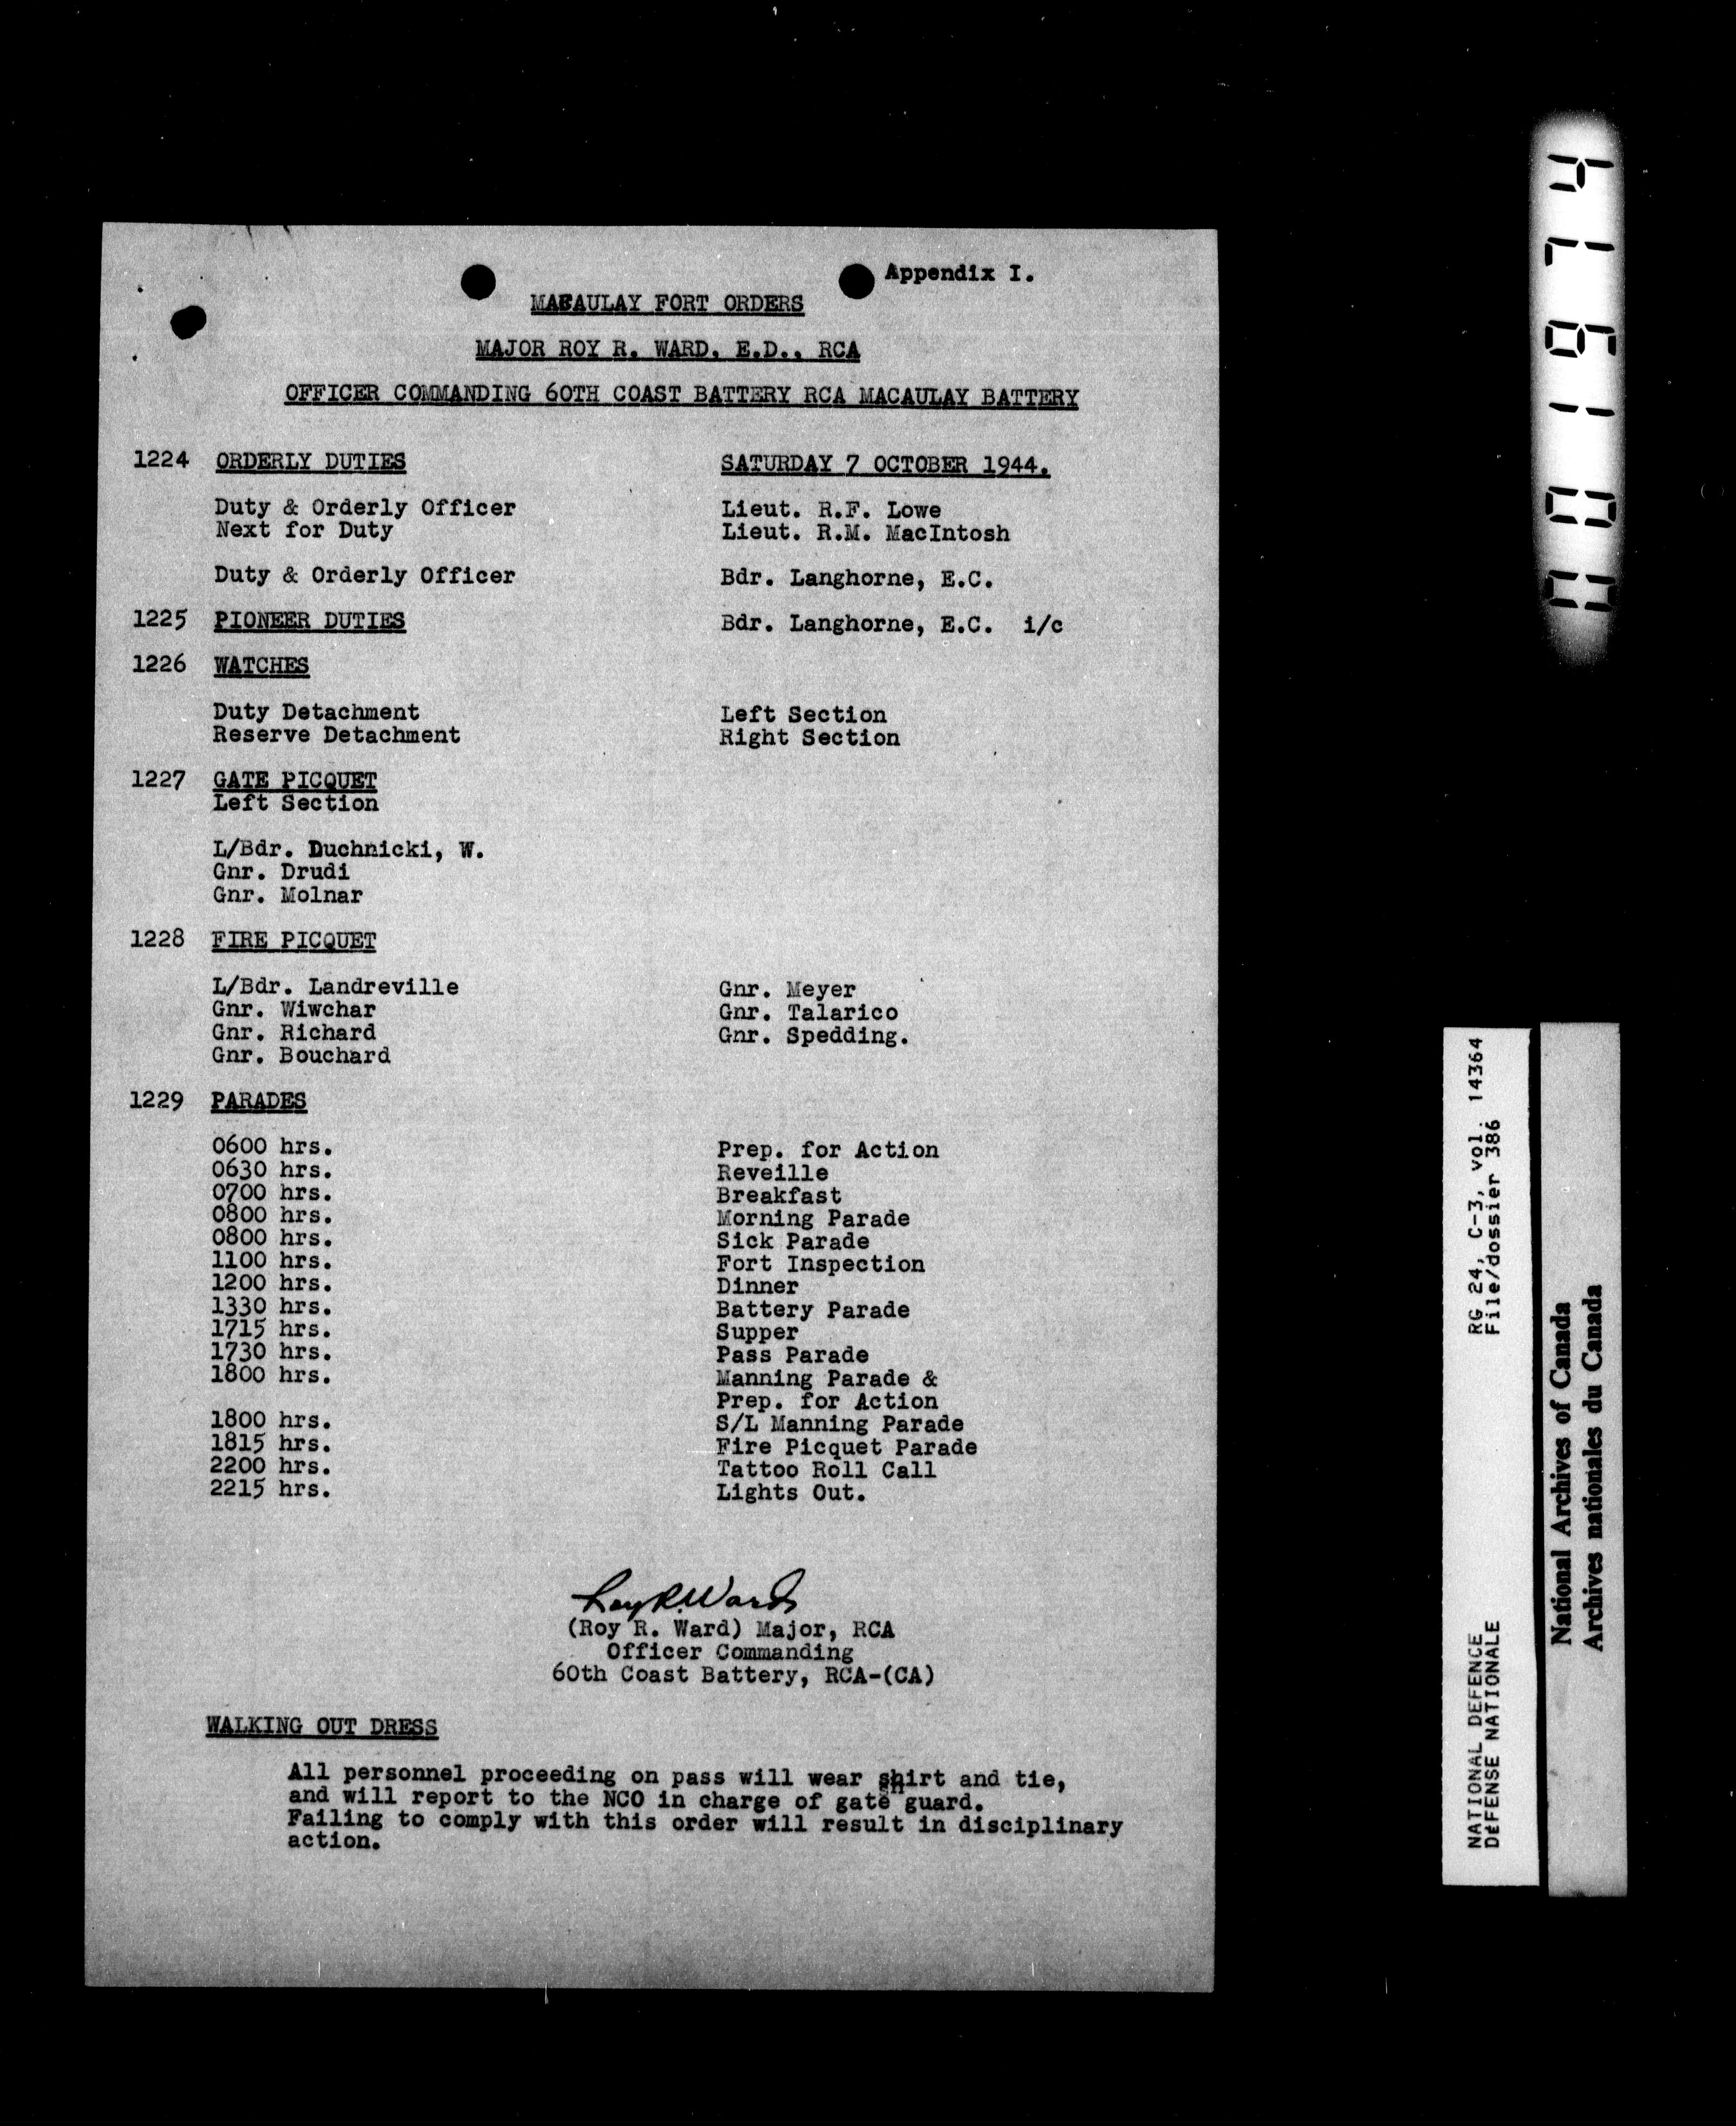 Appendix I.
MACAULAY FORT ORDERS
MAJOR ROY R. WARD, E.D., RCA
OFFICER COMMANDING 60TH COAST BATTERY RCA MACAULAY BATTERY
1224 ORDERLY DUTIES SATURDAY 7 OCTOBER 1944.
Duty & Orderly Officer Lieut. R.F. Lowe
Next for Duty Lieut. R.M. MacIntosh
Duty & Orderly Officer Bdr. Langhorne, E.C.
1225 PIONEER DUTIES Bdr. Langhorne, E.C. i/c
1226 WATCHES
Duty Detachment Left Section
Reserve Detachment Right Section
1227 GATE PICQUET
Left Section
L/Bdr. Duchnicki, W.
Gnr. Drudi
Gnr. Molnar
1228 FIRE PICQUET
L/Bdr. Landreville Gnr. Meyer
Gnr. Wiwchar Gnr. Talarico
Gnr. Richard Gnr. Spedding.
Gnr. Bouchard
1229 PARADES
0600 hrs. Prep. for Action
0630 hrs. Reveille
0700 hrs. Breakfast
0800 hrs. Morning Parade
0800 hrs. Sick Parade
1100 hrs. Fort Inspection
1200 hrs. Dinner
1330 hrs. Battery Parade
1715 hrs. Supper
1730 hrs. Pass Parade
1800 hrs. Manning Parade &
Prep. for Action
1800 hrs. S/L Manning Parade
1815 hrs. Fire Picquet Parade
2200 hrs. Tattoo Roll Call
2215 hrs. Lights Out.
Roy R. Ward
(Roy R. Ward) Major, RCA
Officer Commanding
60th Coast Battery, RCA-(CA)
WALKING OUT DRESS
All personnel proceeding on pass will wear shirt and tie,
and will report to the NCO in charge of gate guard.
Failing to comply with this order will result in disciplinary
action.
NATIONAL DEFENCE RG 24, C-3, vol. 14364
DÉFENSE NATIONALE File/dossier 386
National Archives of Canada
Archives nationales du Canada